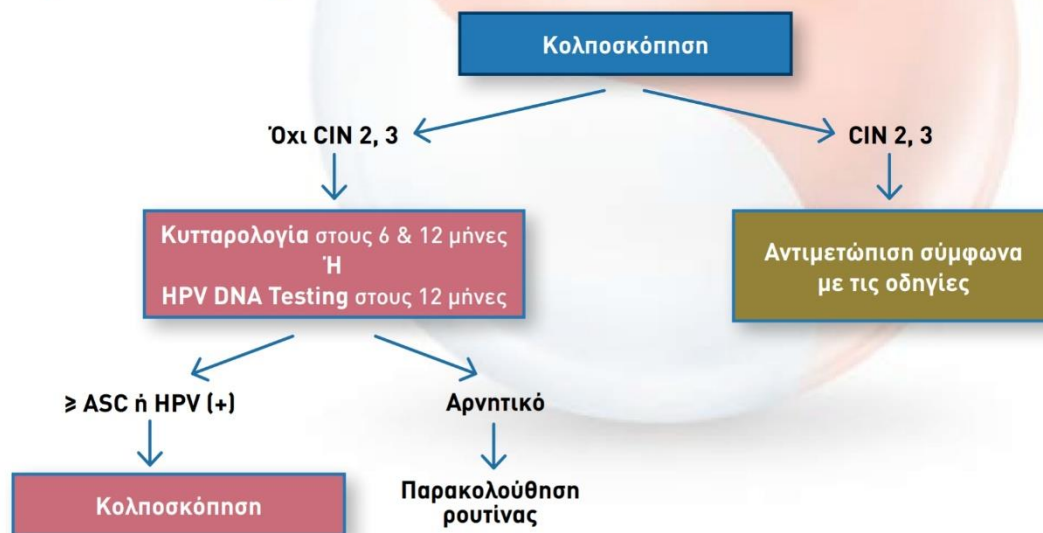 Κολποσκόπηση
Όχι CIN 2, 3
CIN 2, 3
Κυτταρολογία στους 6 & 12 μήνες
Ή
HPV DNA Testing στους 12 μήνες
Αντιμετώπιση σύμφωνα
με τις οδηγίες
≥ ASC ή HPV (+)
Αρνητικό
Κολποσκόπηση
Παρακολούθηση
ρουτίνας